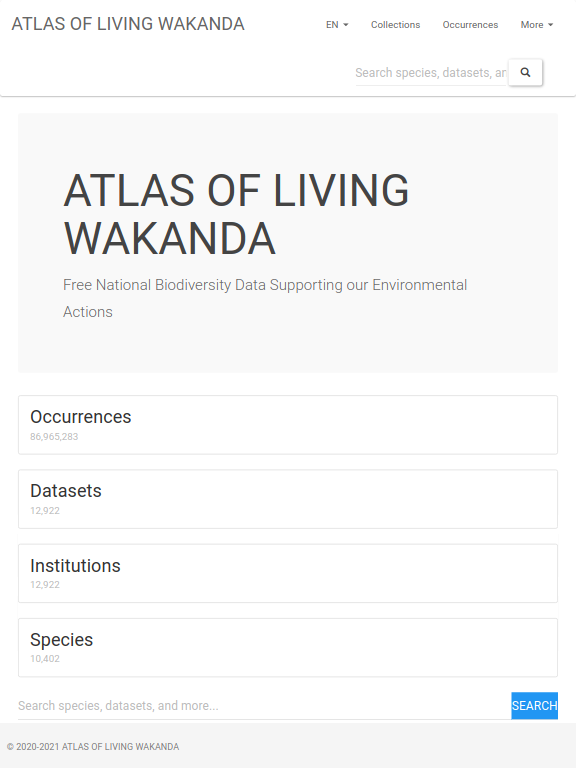 ATLAS OF LIVING WAKANDA
EN
Collections
Occurrences
More
Search species, datasets, an
ATLAS OF LIVING
WAKANDA
Free National Biodiversity Data Supporting our Environmental
Actions
Occurrences
86,965,283
Datasets
12,922
Institutions
12,922
Species
10,402
Search species, datasets, and more...
SEARCH
© 2020-2021 ATLAS OF LIVING WAKANDA